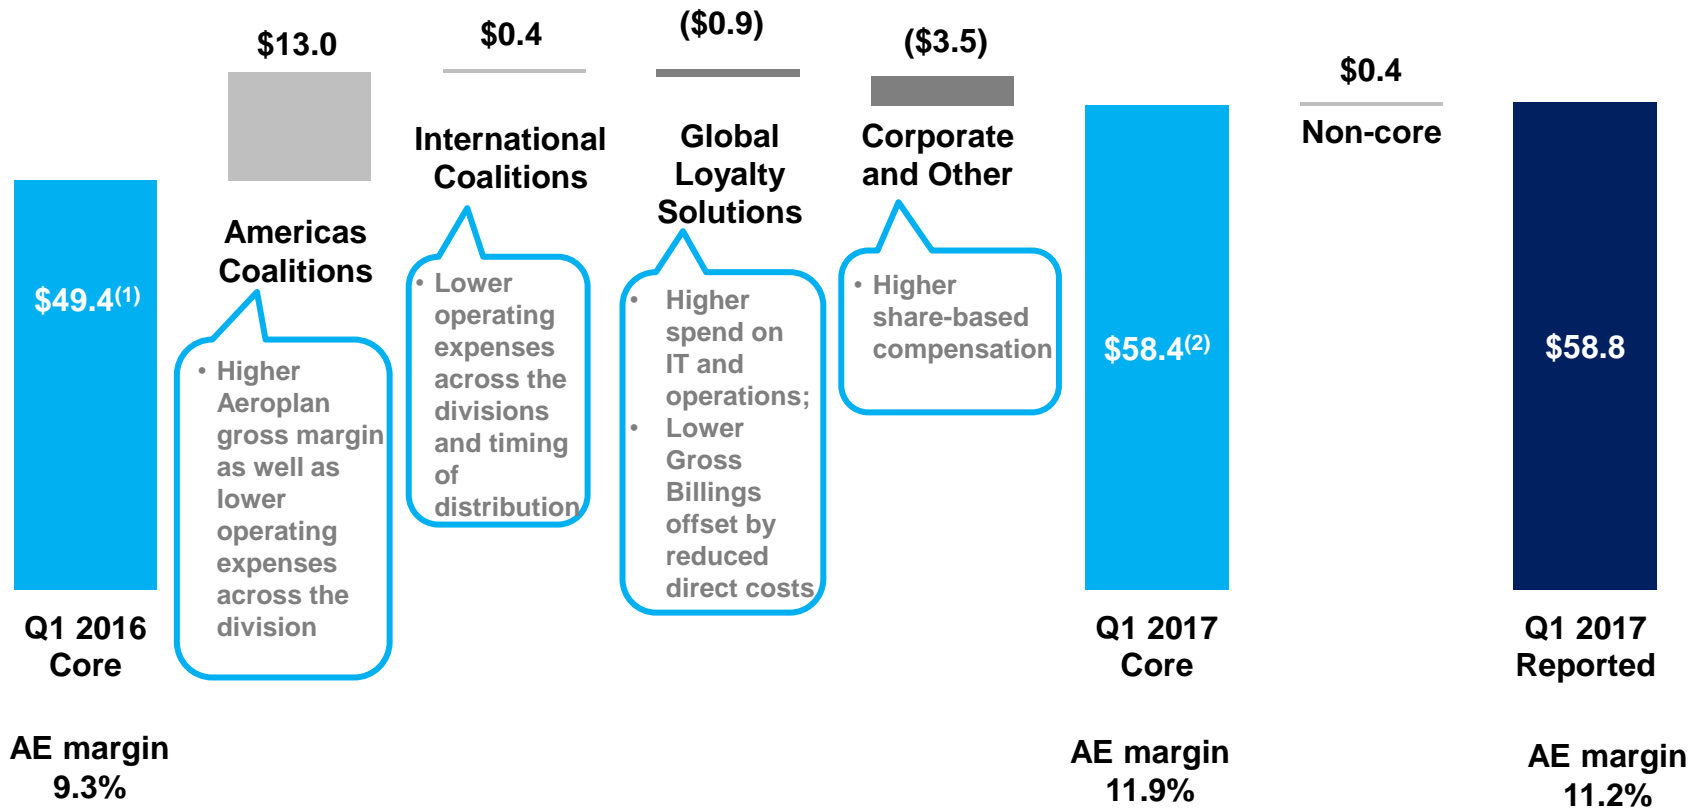 $13.0
$0.4
($0.9)
($3.5)
$0.4
International
Coalitions
Global
Loyalty
Solutions
Corporate
and Other
Non-core
Americas
Coalitions
$49.4(1)
• Higher
Aeroplan
gross margin
as well as
lower
operating
expenses
across the
division
• Lower
operating
expenses
across the
divisions
and timing
of
distribution
• Higher
spend on
IT and
operations;
• Lower
Gross
Billings
offset by
reduced
direct costs
• Higher
share-based
compensation
$58.4(2)
$58.8
Q1 2016
Core
Q1 2017
Core
Q1 2017
Reported
AE margin
9.3%
AE margin
11.9%
AE margin
11.2%